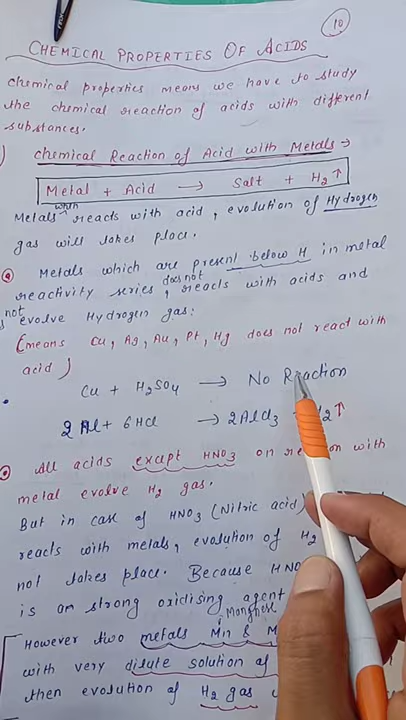 10
CHEMICAL PROPERTIES OF ACIDS
chemical properties means we have to study
the chemical reaction of acids with different
substances.
) chemical Reaction of Acid with Metals →
Metal + Acid → Salt + H₂↑
when
Metals reacts with acid, evolution of Hydrogen
gas will takes place.
Metals which are present below H in metal
does not
reactivity series, reacts with acids and
not evolve Hydrogen gas.
(means Cu, Ag, Au, Pt, Hg does not react with
acid)
Cu + H₂SO₄ → No Reaction
2Al + 6HCl → 2AlCl₃ + H₂↑
All acids except HNO₃ on reaction with
metal evolve H₂ gas.
But in case of HNO₃ (Nitric acid)
reacts with metals, evolution of H₂
not takes place. Because HNO
is an strong oxidising agent
However two metals Mn & M
with very dilute solution of
then evolution of H₂ gas